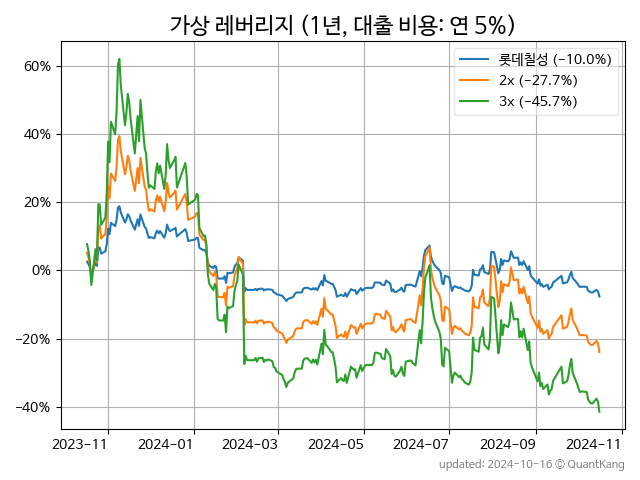 가상 레버리지 (1년, 대출 비용: 연 5%)
롯데칠성 (-10.0%)
2x (-27.7%)
3x (-45.7%)
60%
40%
20%
0%
-20%
-40%
2023-11 2024-01 2024-03 2024-05 2024-07 2024-09 2024-11
updated: 2024-10-16 © QuantKang